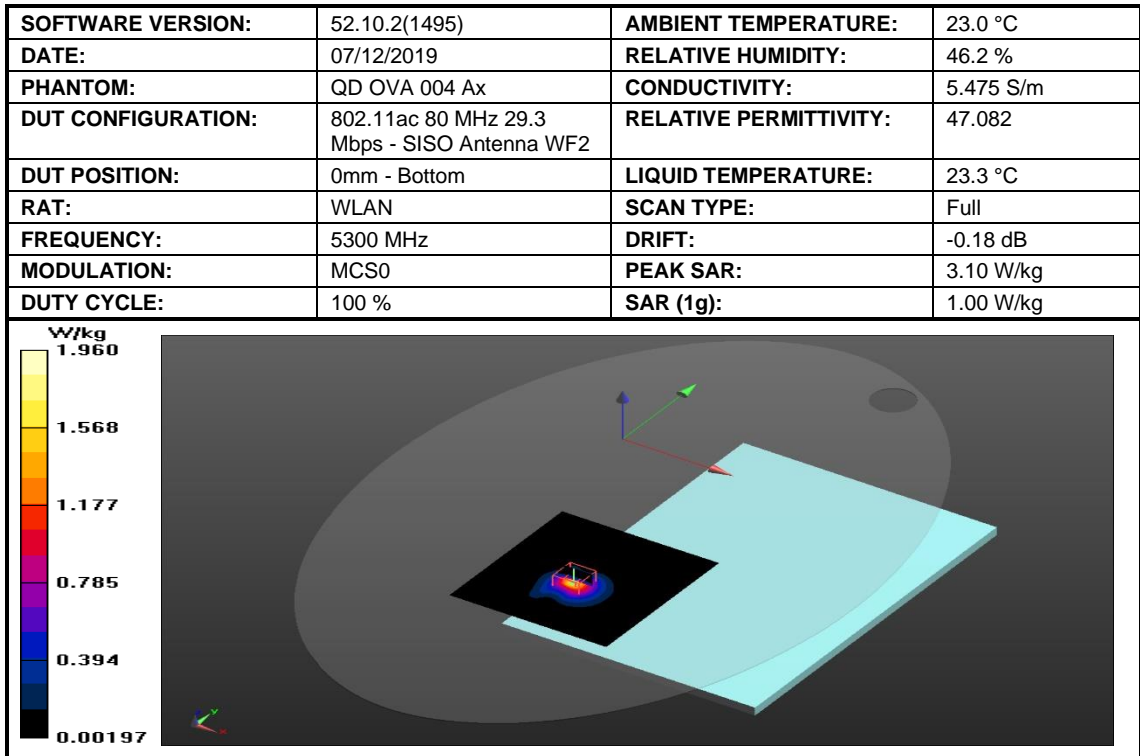 SOFTWARE VERSION: 52.10.2(1495) AMBIENT TEMPERATURE: 23.0 °C
DATE: 07/12/2019 RELATIVE HUMIDITY: 46.2 %
PHANTOM: QD OVA 004 Ax CONDUCTIVITY: 5.475 S/m
DUT CONFIGURATION: 802.11ac 80 MHz 29.3 RELATIVE PERMITTIVITY: 47.082
Mbps - SISO Antenna WF2
DUT POSITION: 0mm - Bottom LIQUID TEMPERATURE: 23.3 °C
RAT: WLAN SCAN TYPE: Full
FREQUENCY: 5300 MHz DRIFT: -0.18 dB
MODULATION: MCS0 PEAK SAR: 3.10 W/kg
DUTY CYCLE: 100 % SAR (1g): 1.00 W/kg
W/kg
1.960
1.568
1.177
0.785
0.394
0.00197
Y
X